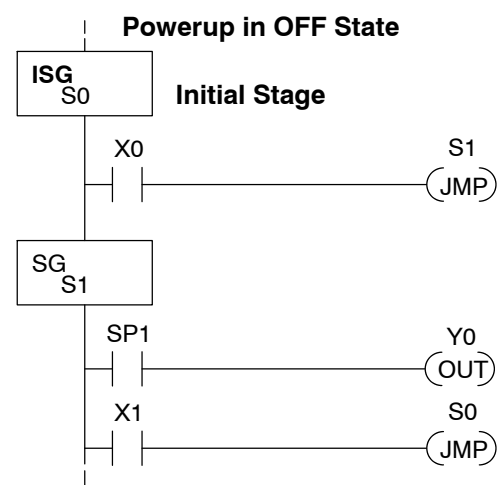 Powerup in OFF State
ISG
S0
Initial Stage
X0
S1
JMP
SG
S1
SP1
Y0
OUT
X1
S0
JMP